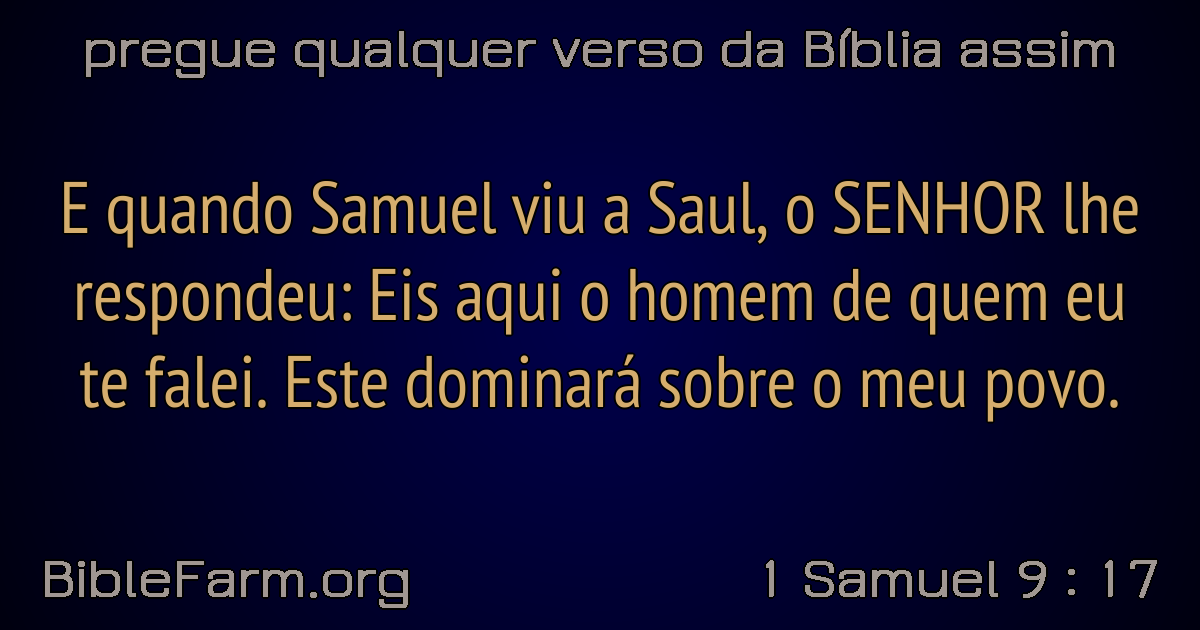 pregue qualquer verso da Bíblia assim
E quando Samuel viu a Saul, o SENHOR lhe
respondeu: Eis aqui o homem de quem eu
te falei. Este dominará sobre o meu povo.
BibleFarm.org
1 Samuel 9 : 17